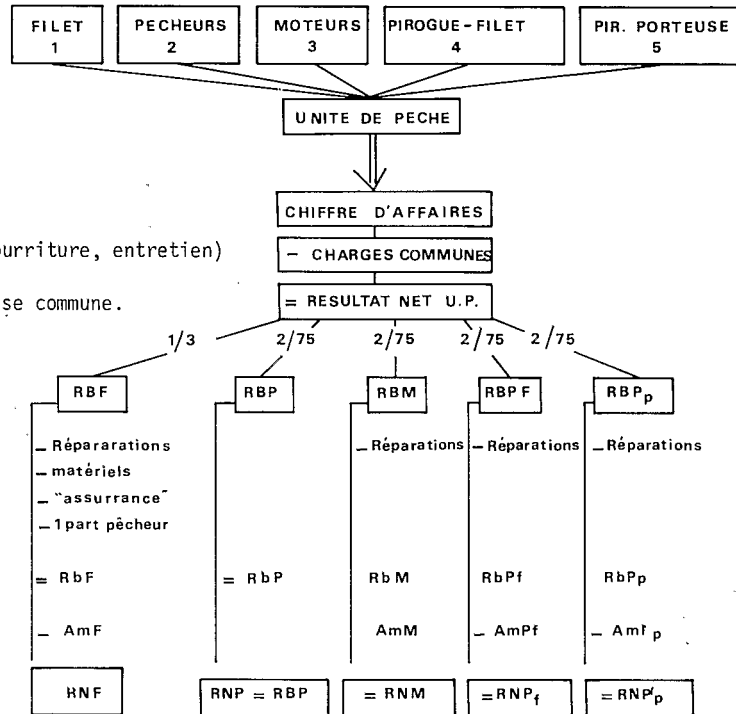 FILET PECHEURS MOTEURS PIROGUE-FILET PIR. PORTEUSE
1 2 3 4 5
UNITE DE PECHE
CHIFFRE D'AFFAIRES
ourriture, entretien)
- CHARGES COMMUNES
se commune.
= RESULTAT NET U.P.
1/3 2/75 2/75 2/75 2/75
RBF RBP RBM RBPF RBPp
- Répararations - Réparations - Réparations - Réparations
- matériels
- "assurrance"
- 1 part pêcheur
= RbF = RbP RbM RbPf RbPp
- AmF AmM - AmPf
RNF RNP = RBP = RNM = RNPf = RNP'p